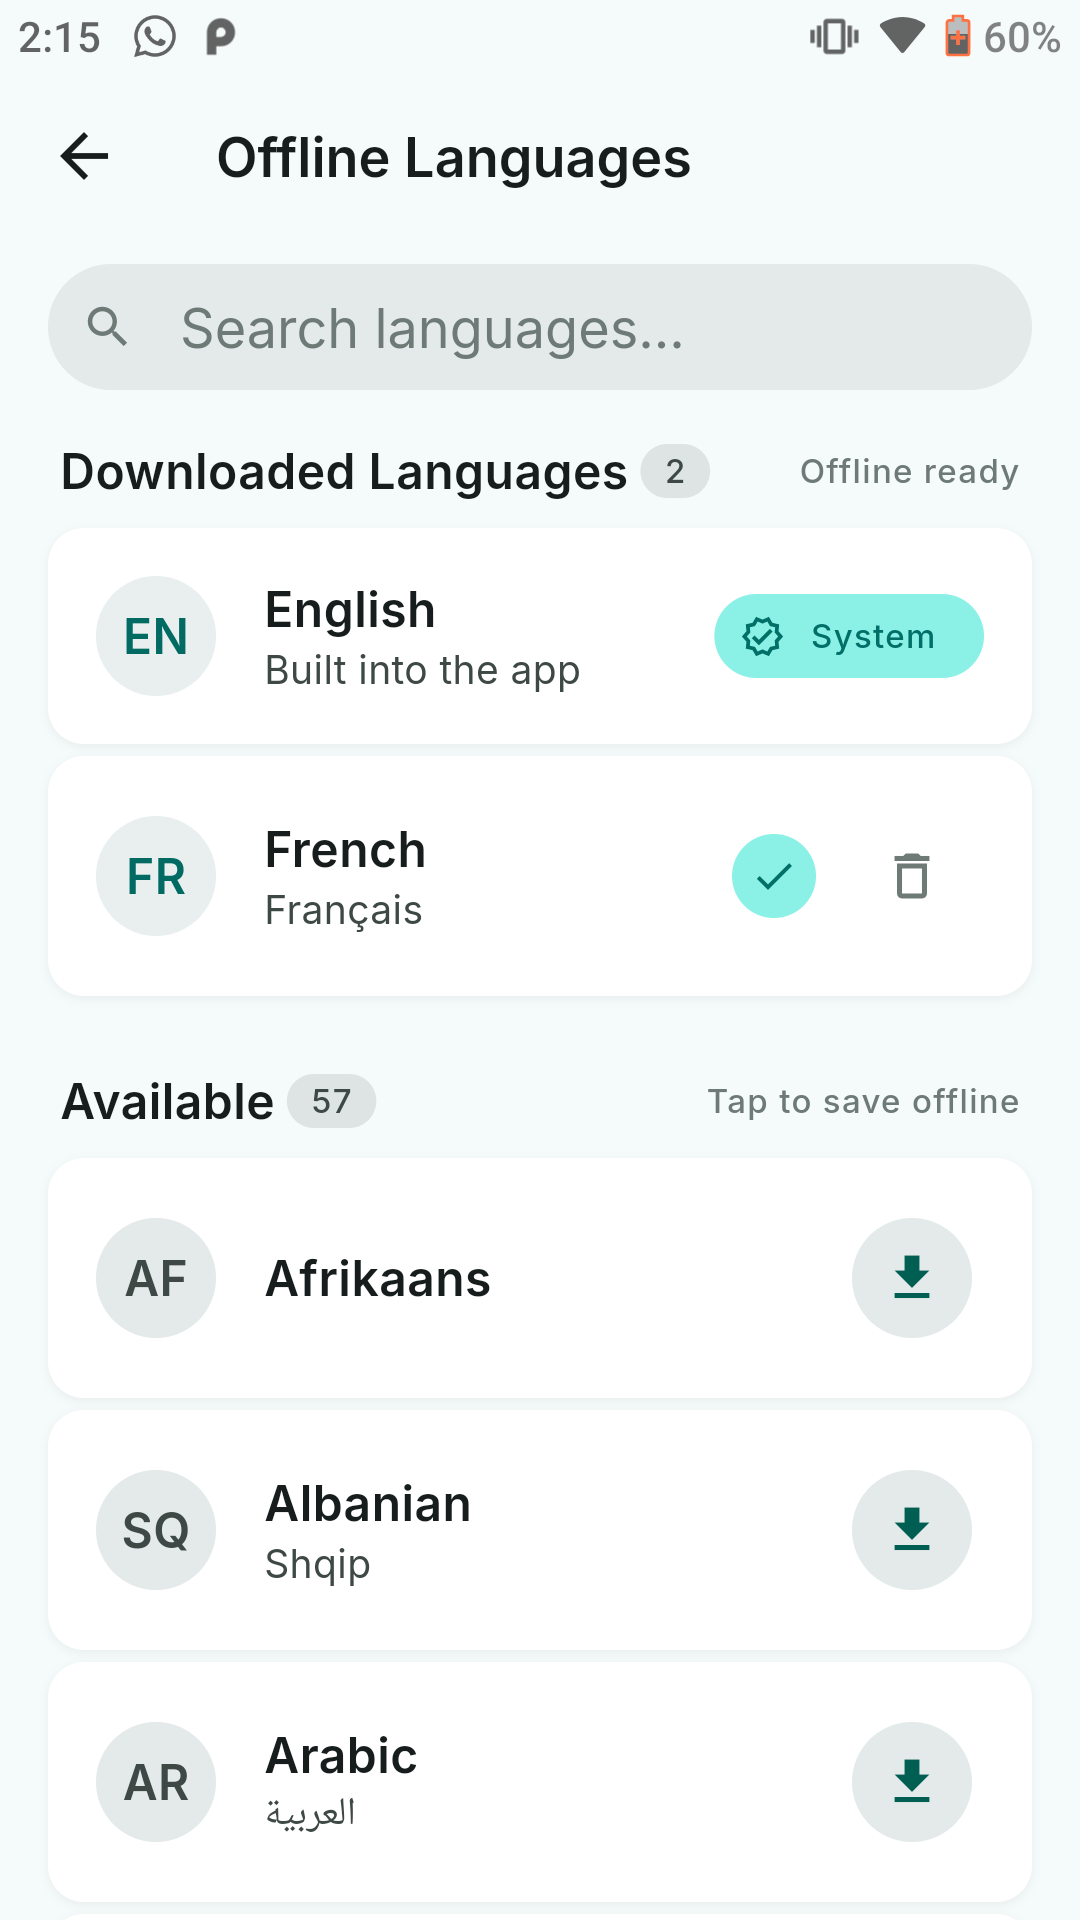 2:15 60%
Offline Languages
Search languages...
Downloaded Languages 2 Offline ready
EN English System
Built into the app
FR French
Français
Available 57 Tap to save offline
AF Afrikaans
SQ Albanian
Shqip
AR Arabic
العربية